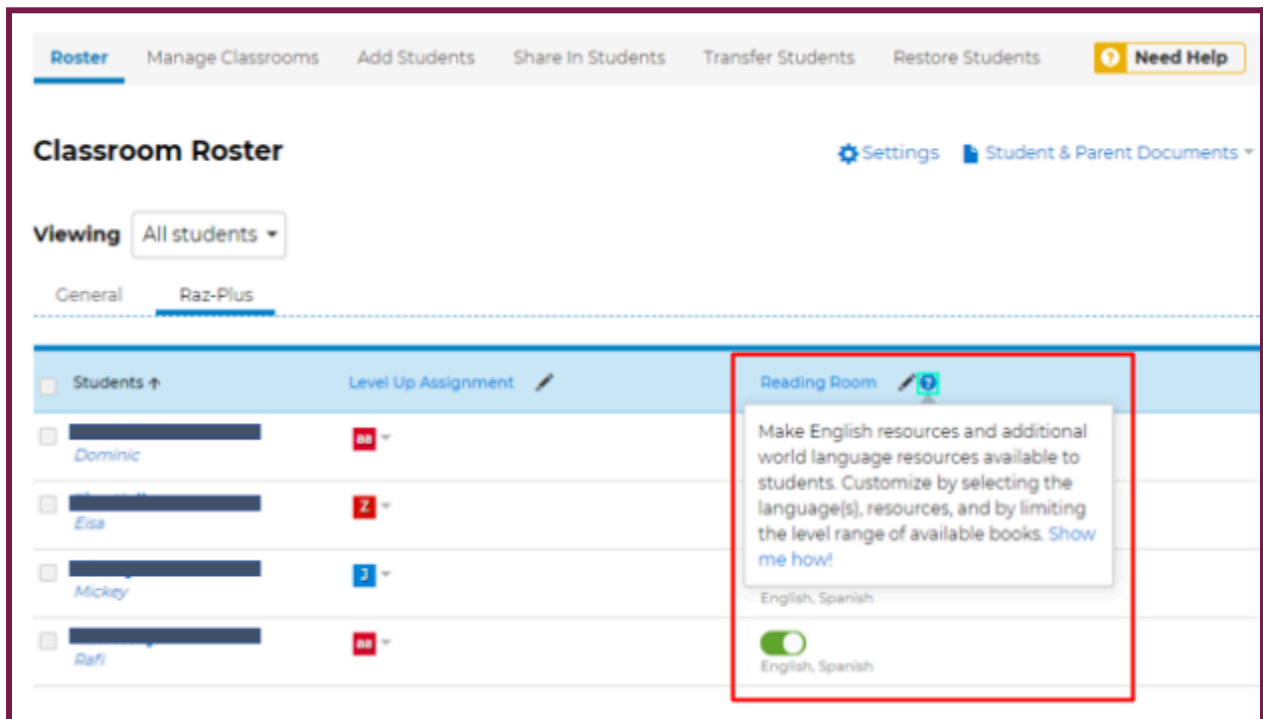 Roster Manage Classrooms Add Students Share In Students Transfer Students Restore Students Need Help
Classroom Roster
Settings Student & Parent Documents
Viewing All students
General Raz-Plus
Students Level Up Assignment Reading Room
Make English resources and additional
world language resources available to
students. Customize by selecting the
language(s), resources, and by limiting
the level range of available books. Show
me how!
aa
Dominic
Z
Eisa
J
Mickey
English, Spanish
aa
Rafi
English, Spanish